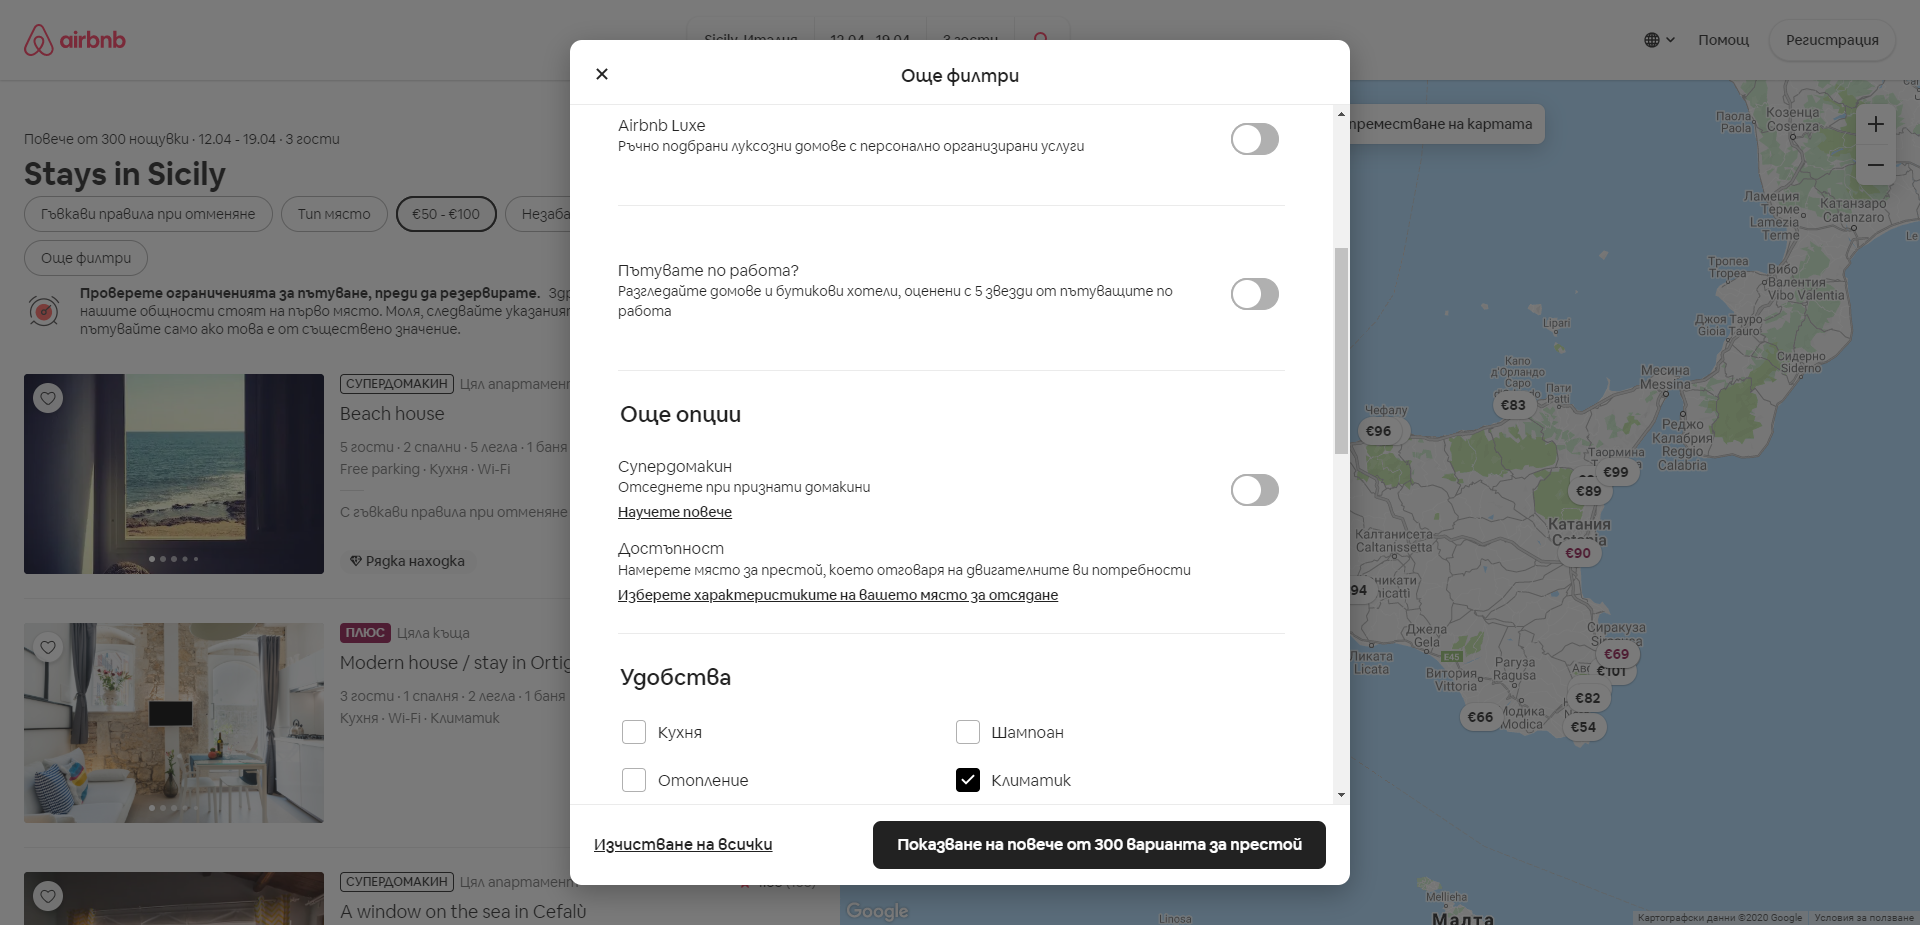 airbnb
Помощ
Регистрация
Повече от 300 нощувки · 12.04 - 19.04 · 3 гости
Stays in Sicily
Гъвкави правила при отменяне
Тип място
€50 - €100
Незаба
Още филтри
Проверете ограниченията за пътуване, преди да резервирате. Здр
нашите общности стоят на първо място. Моля, следвайте указания
пътувайте само ако това е от съществено значение.
СУПЕРДОМАКИН Цял апартамент
Beach house
5 гости · 2 спални · 5 легла · 1 баня
Free parking · Кухня · Wi-Fi
С гъвкави правила при отменяне
Рядка находка
ПЛЮС Цяла къща
Modern house / stay in Ortig
3 гости · 1 спалня · 2 легла · 1 баня
Кухня · Wi-Fi · Климатик
СУПЕРДОМАКИН Цял апартамент
A window on the sea in Cefalù
Още филтри
Airbnb Luxe
Ръчно подбрани луксозни домове с персонално организирани услуги
Пътувате по работа?
Разгледайте домове и бутикови хотели, оценени с 5 звезди от пътуващите по
работа
Още опции
Супердомакин
Отседнете при признати домакини
Научете повече
Достъпност
Намерете място за престой, което отговаря на двигателните ви потребности
Изберете характеристиките на вашето място за отсядане
Удобства
Кухня
Шампоан
Отопление
Климатик
Изчистване на всички
Показване на повече от 300 варианта за престой
преместване на картата
Паола
Paola
Козенца
Cosenza
Ламеция
Терме
Lamezia
Terme
Катанзаро
Catanzaro
Le
Тропеа
Tropea
Вибо
Валентия
Vibo Valentia
Джоя Тауро
Gioia Tauro
Lipari
Сидерно
Siderno
Капо
д'Орландо
Capo
Пати
Patti
Месина
Messina
€83
Чефалу
€96
Реджо
Калабрия
Reggio
Calabria
Таормина
€99
€89
Катания
Калтанисета
Caltanissetta
€90
94
никати
nicatti
Джела
Gela
E45
Ликата
Licata
Сиракуза
€69
€101
Рагуза
Ragusa
Витория
Vittoria
€82
Модика
Modica
€66
€54
Mellieha
Малта
Linosa
Google
Картографски данни ©2020 Google
Условия за ползване